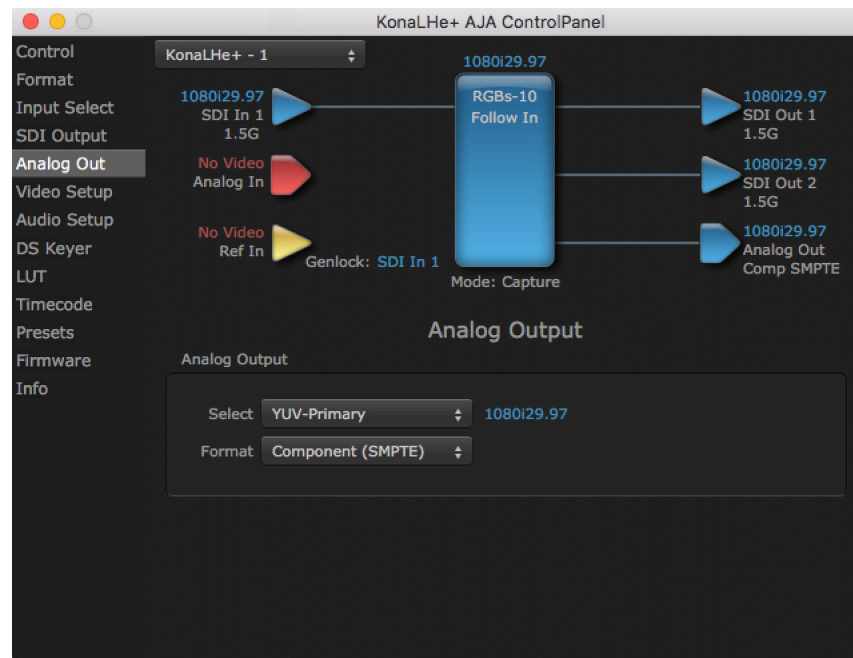 KonaLHe+ AJA ControlPanel
Control
Format
Input Select
SDI Output
Analog Out
Video Setup
Audio Setup
DS Keyer
LUT
Timecode
Presets
Firmware
Info
KonaLHe+ - 1
1080i29.97
SDI In 1
1.5G
No Video
Analog In
No Video
Ref In
Genlock: SDI In 1
1080i29.97
RGBs-10
Follow In
Mode: Capture
1080i29.97
SDI Out 1
1.5G
1080i29.97
SDI Out 2
1.5G
1080i29.97
Analog Out
Comp SMPTE
Analog Output
Analog Output
Select YUV-Primary 1080i29.97
Format Component (SMPTE)